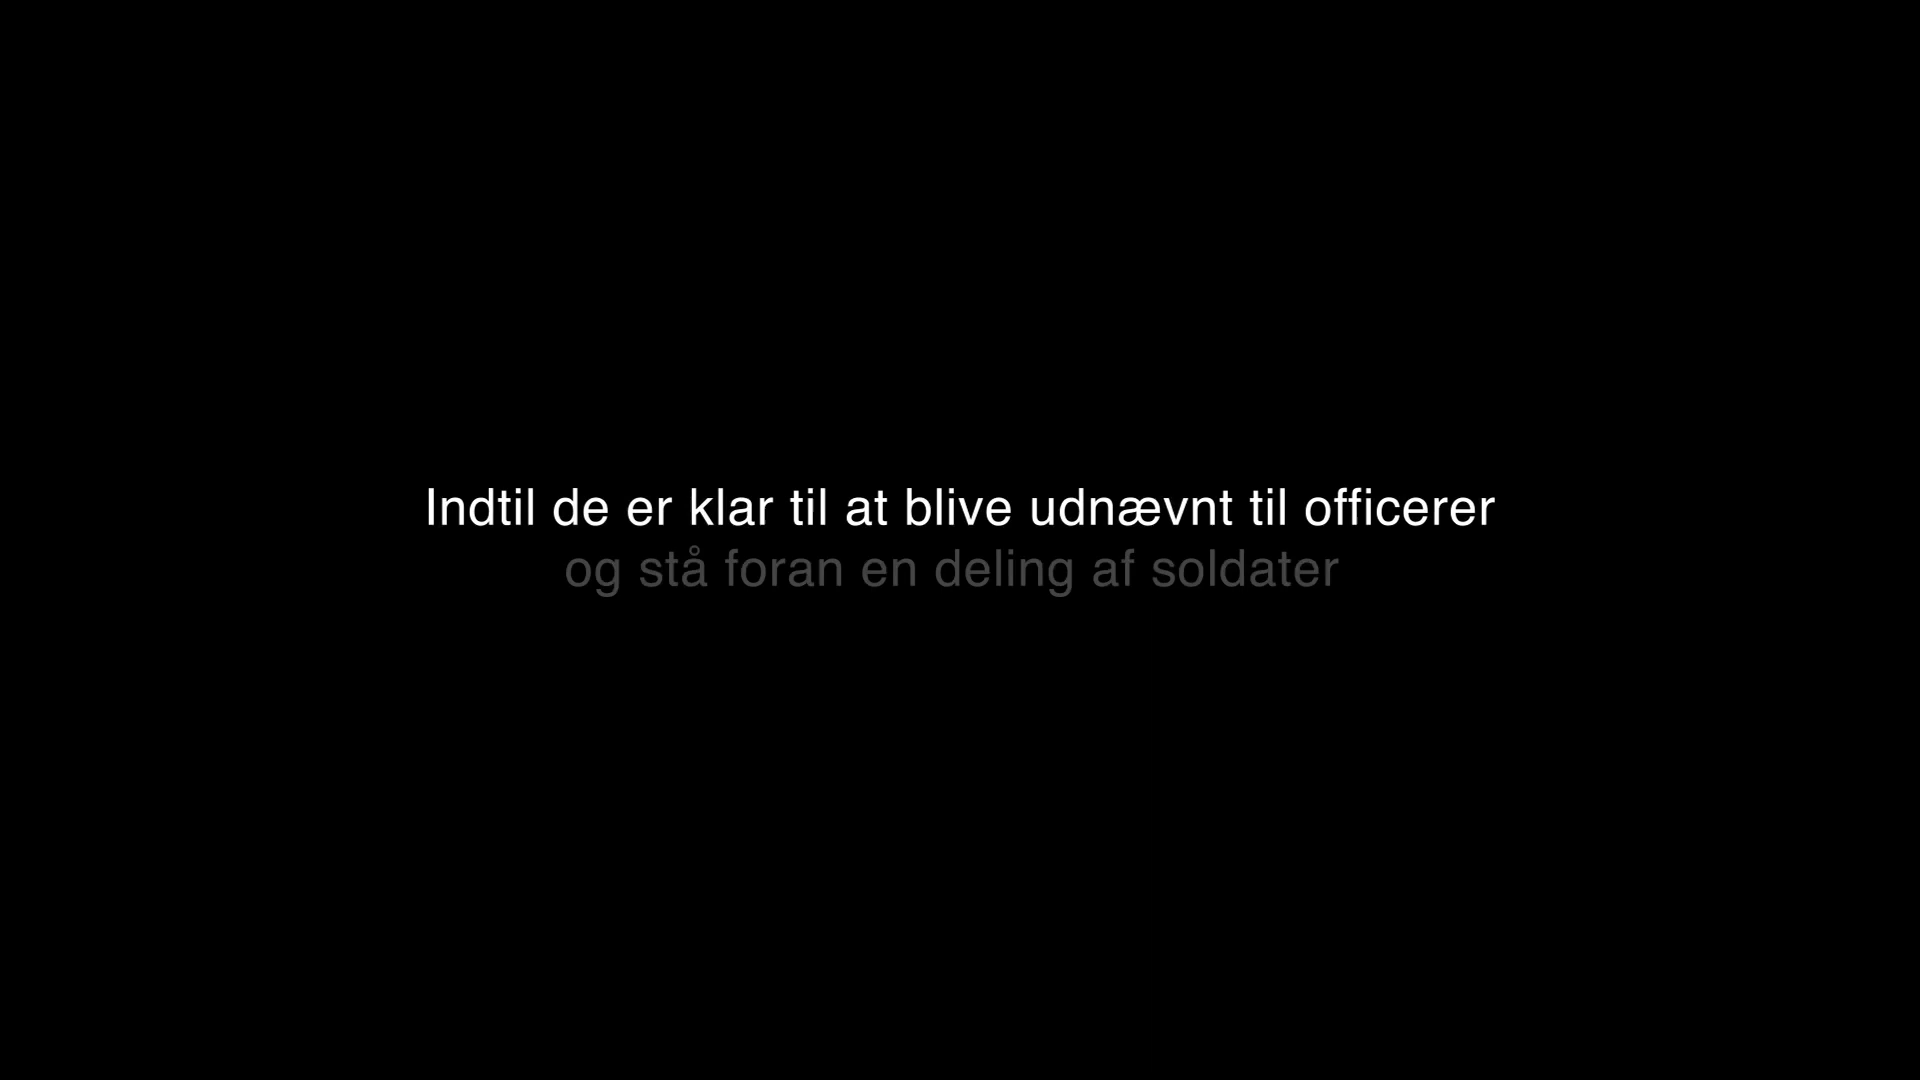 Indtil de er klar til at blive udnævnt til officerer
og stå foran en deling af soldater